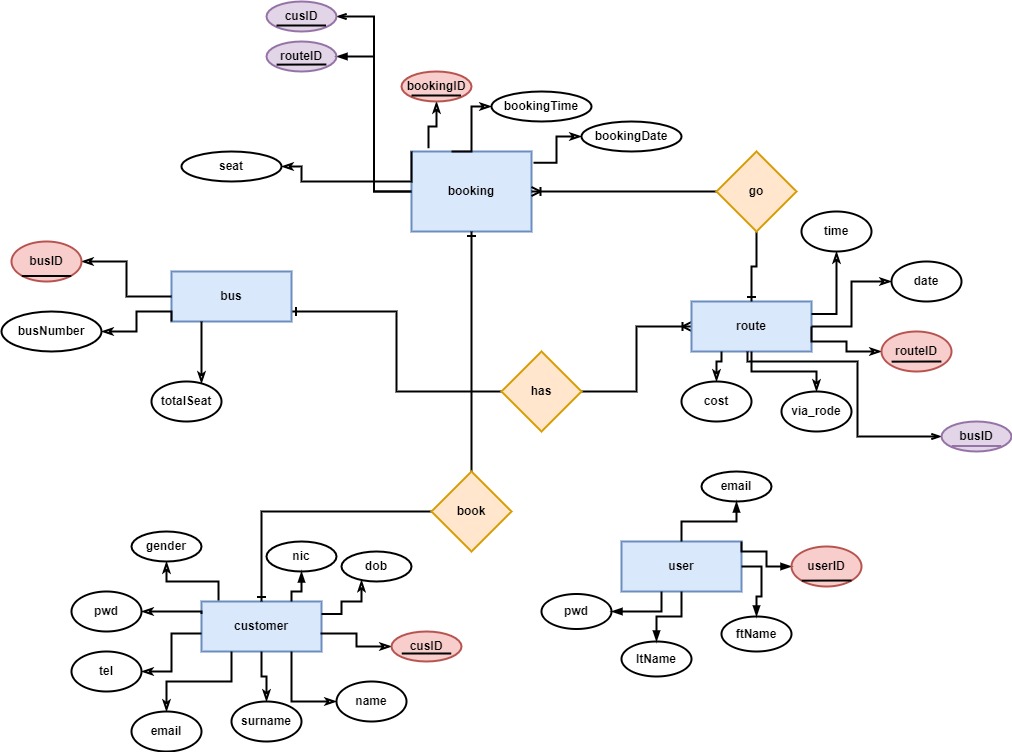 cusID
routeID
bookingID
bookingTime
bookingDate
seat
booking
go
time
busID
bus
date
busNumber
route
routeID
has
totalSeat
cost
via_rode
busID
email
book
gender
nic
dob
user
userID
pwd
customer
pwd
ftName
cusID
ltName
tel
name
surname
email